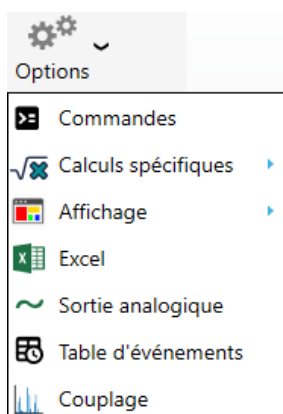 Options
Commandes
Calculs spécifiques
Affichage
Excel
Sortie analogique
Table d'événements
Couplage